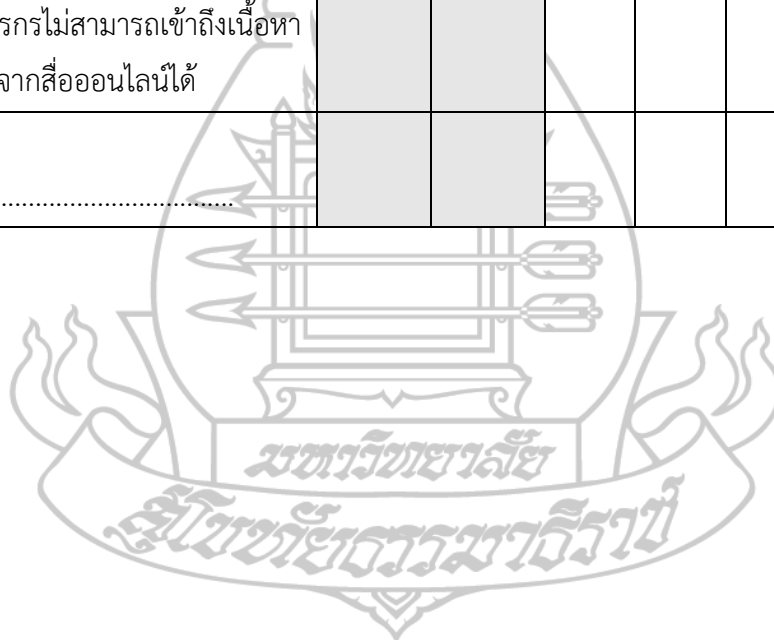 รกรไม่สามารถเข้าถึงเนื้อหา
จากสื่อออนไลน์ได้
..................................
มหาวิทยาลัย
สุโขทัยธรรมาธิราช